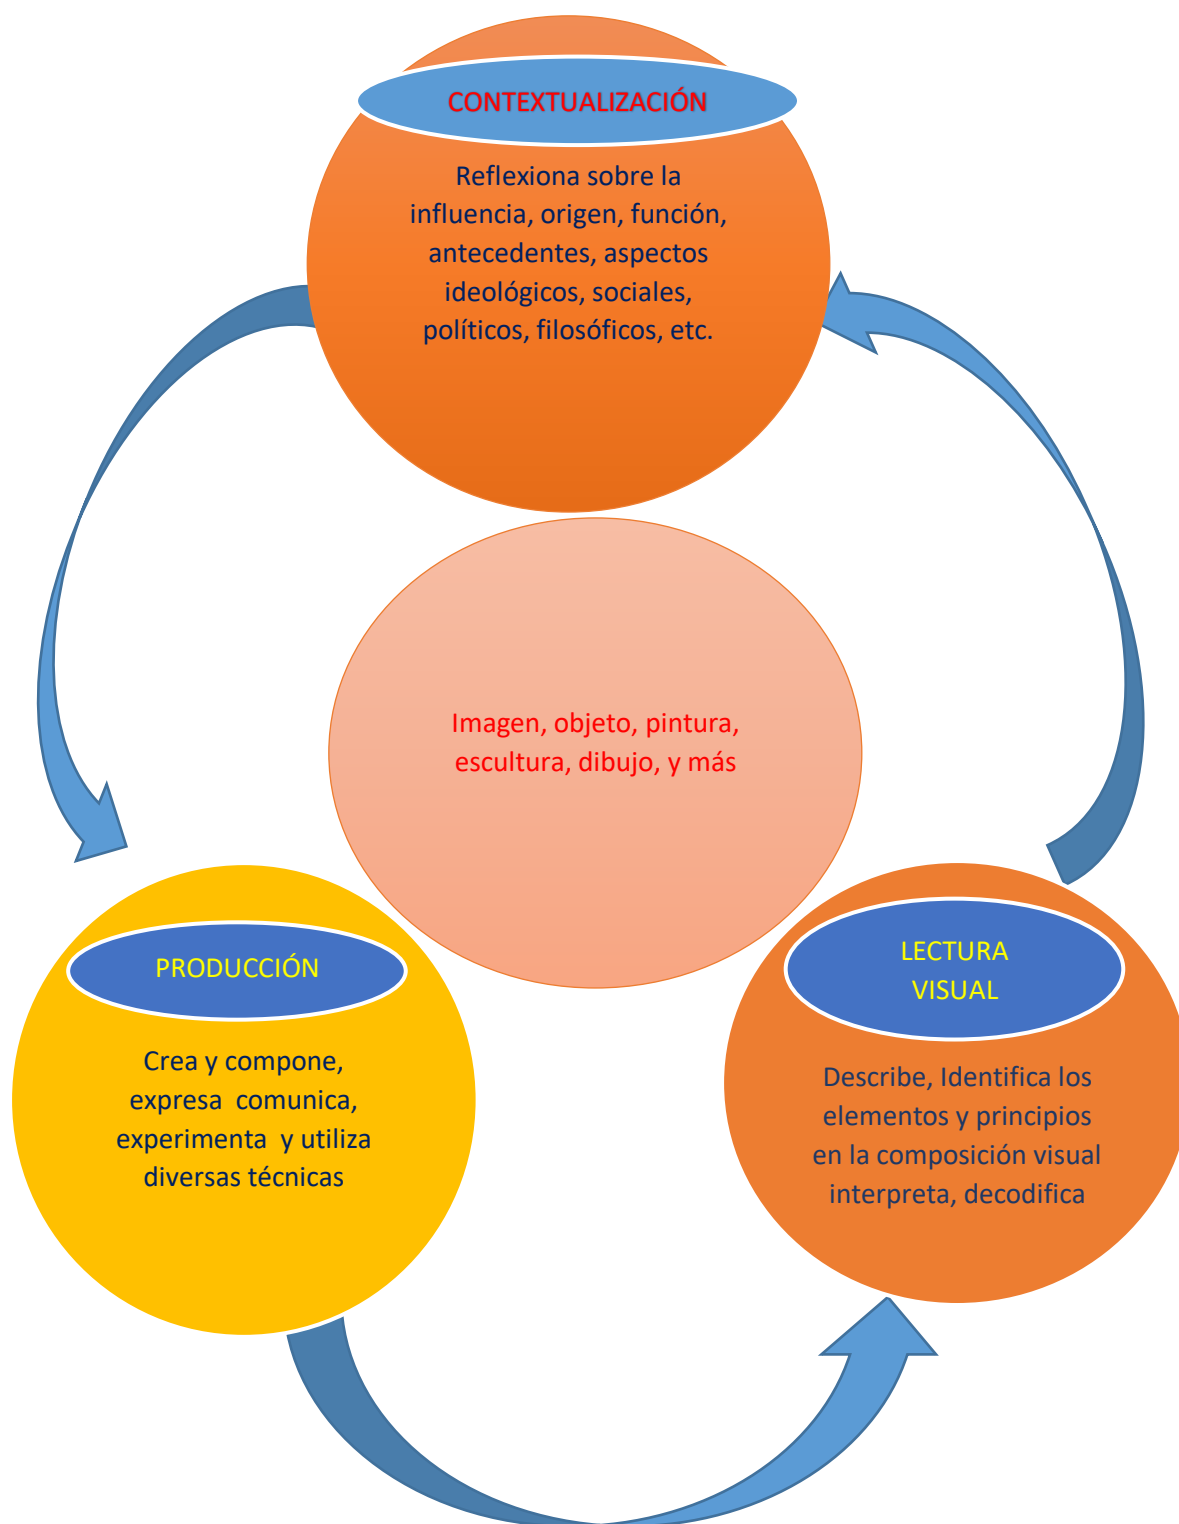 CONTEXTUALIZACIÓN
Reflexiona sobre la
influencia, origen, función,
antecedentes, aspectos
ideológicos, sociales,
políticos, filosóficos, etc.
Imagen, objeto, pintura,
escultura, dibujo, y más
PRODUCCIÓN
Crea y compone,
expresa  comunica,
experimenta  y utiliza
diversas técnicas
LECTURA
VISUAL
Describe, Identifica los
elementos y principios
en la composición visual
interpreta, decodifica